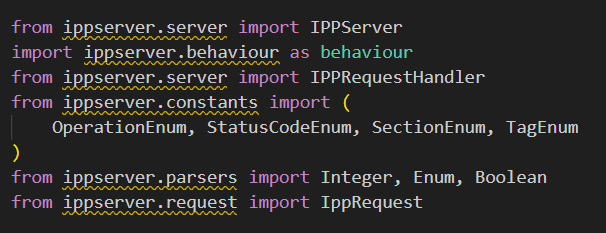 from ippserver.server import IPPServer
import ippserver.behaviour as behaviour
from ippserver.server import IPPRequestHandler
from ippserver.constants import (
    OperationEnum, StatusCodeEnum, SectionEnum, TagEnum
)
from ippserver.parsers import Integer, Enum, Boolean
from ippserver.request import IppRequest